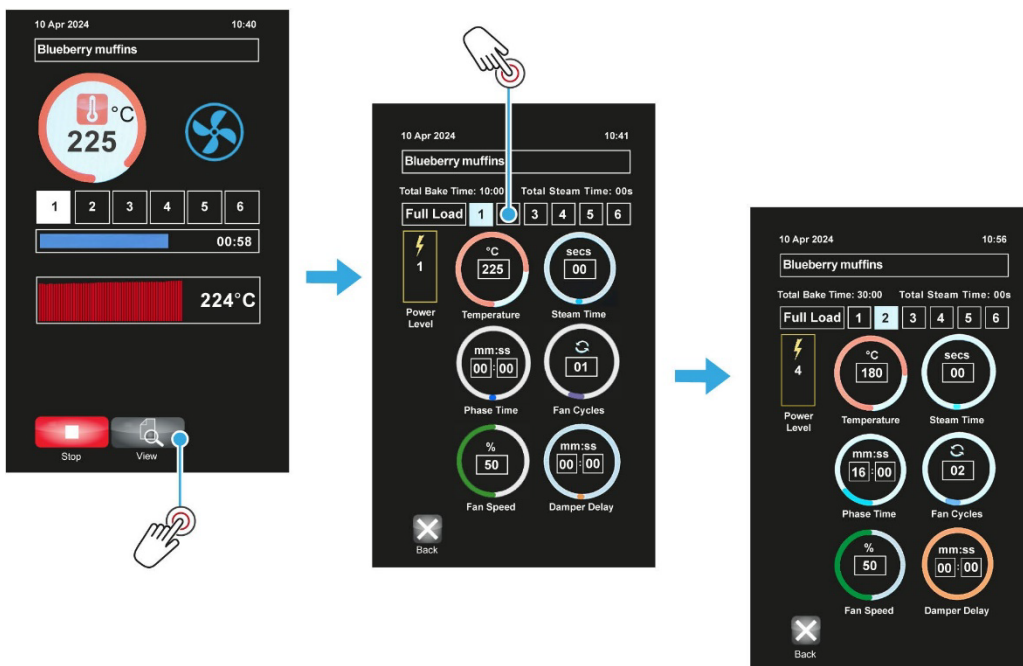 10 Apr 2024 10:40
Blueberry muffins
°C
225
1 2 3 4 5 6
00:58
224°C
Stop View
10 Apr 2024 10:41
Blueberry muffins
Total Bake Time: 10:00 Total Steam Time: 00s
Full Load 1 3 4 5 6
1
°C
225
secs
00
Power
Level
Temperature Steam Time
mm:ss
00:00
01
Phase Time Fan Cycles
%
50
mm:ss
00:00
Fan Speed Damper Delay
Back
10 Apr 2024 10:56
Blueberry muffins
Total Bake Time: 30:00 Total Steam Time: 00s
Full Load 1 2 3 4 5 6
4
°C
180
secs
00
Power
Level
Temperature Steam Time
mm:ss
16:00
02
Phase Time Fan Cycles
%
50
mm:ss
00:00
Fan Speed Damper Delay
Back